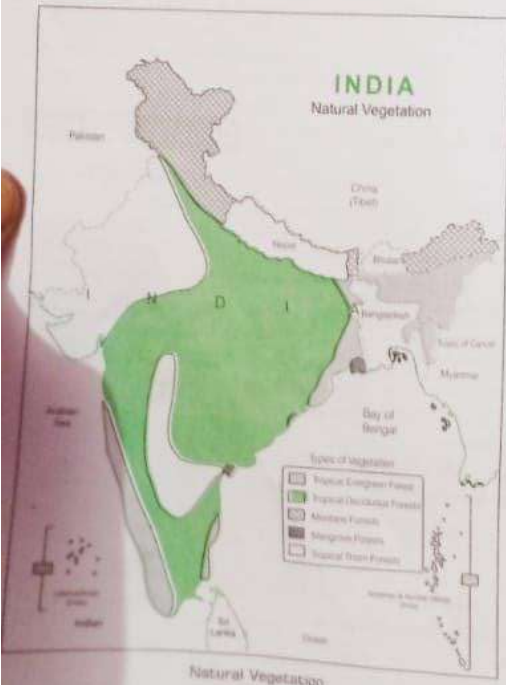 INDIA
Natural Vegetation
Pakistan
China
(Tibet)
Nepal
Bhutan
I N D I A
Bangladesh
Tropic of Cancer
Myanmar
Arabian
Sea
Bay of
Bengal
Types of Vegetation
Tropical Evergreen Forest
Tropical Deciduous Forests
Montane Forests
Mangrove Forests
Tropical Thorn Forests
Indian
Sri
Lanka
Ocean
Natural Vegetation